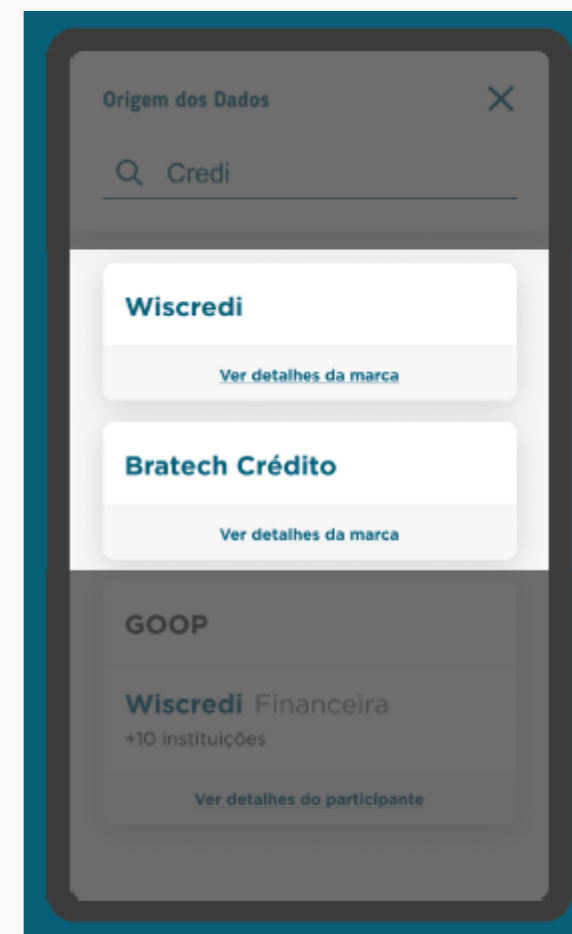 Origem dos Dados
Credi
Wiscredi
Ver detalhes da marca
Bratech Crédito
Ver detalhes da marca
GOOP
Wiscredi Financeira
+10 instituições
Ver detalhes do participante